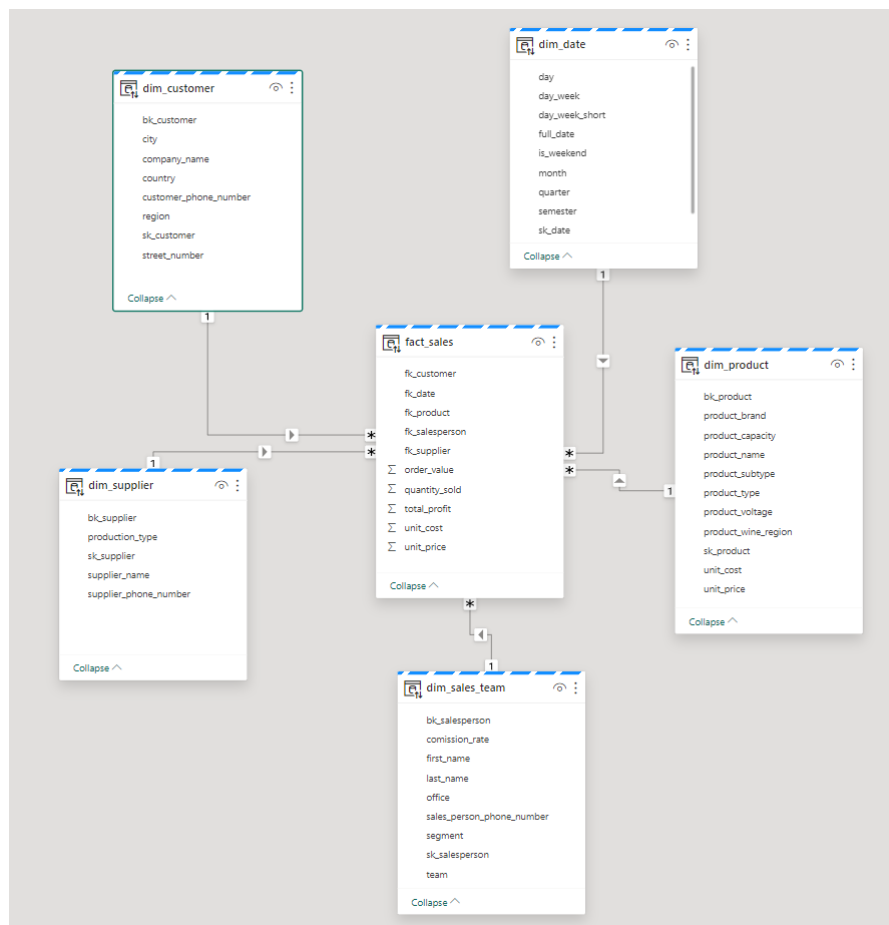 dim_customer
bk_customer
city
company_name
country
customer_phone_number
region
sk_customer
street_number
Collapse
1
dim_date
day
day_week
day_week_short
full_date
is_weekend
month
quarter
semester
sk_date
Collapse
1
fact_sales
fk_customer
fk_date
fk_product
fk_salesperson
fk_supplier
Σ order_value
Σ quantity_sold
Σ total_profit
Σ unit_cost
Σ unit_price
Collapse
*
*
*
*
*
dim_product
bk_product
product_brand
product_capacity
product_name
product_subtype
product_type
product_voltage
product_wine_region
sk_product
unit_cost
unit_price
Collapse
1
1
dim_supplier
bk_supplier
production_type
sk_supplier
supplier_name
supplier_phone_number
Collapse
1
dim_sales_team
bk_salesperson
comission_rate
first_name
last_name
office
sales_person_phone_number
segment
sk_salesperson
team
Collapse